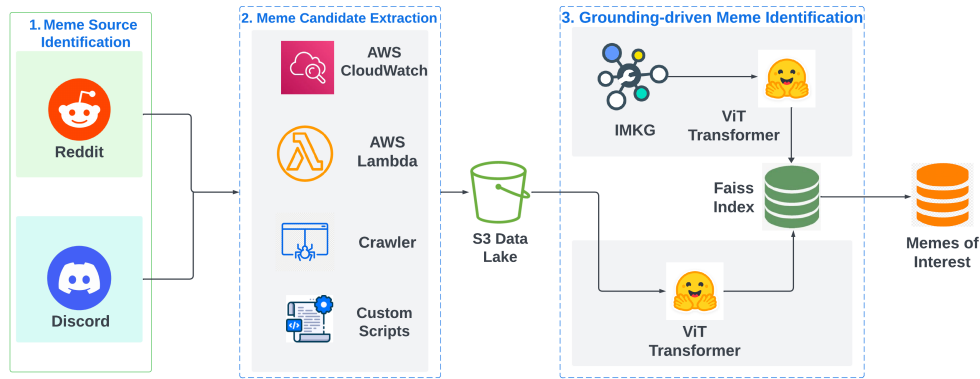 1. Meme Source
Identification
Reddit
Discord
2. Meme Candidate Extraction
AWS
CloudWatch
AWS
Lambda
Crawler
Custom
Scripts
S3 Data
Lake
3. Grounding-driven Meme Identification
IMKG
ViT
Transformer
Faiss
Index
ViT
Transformer
Memes of
Interest